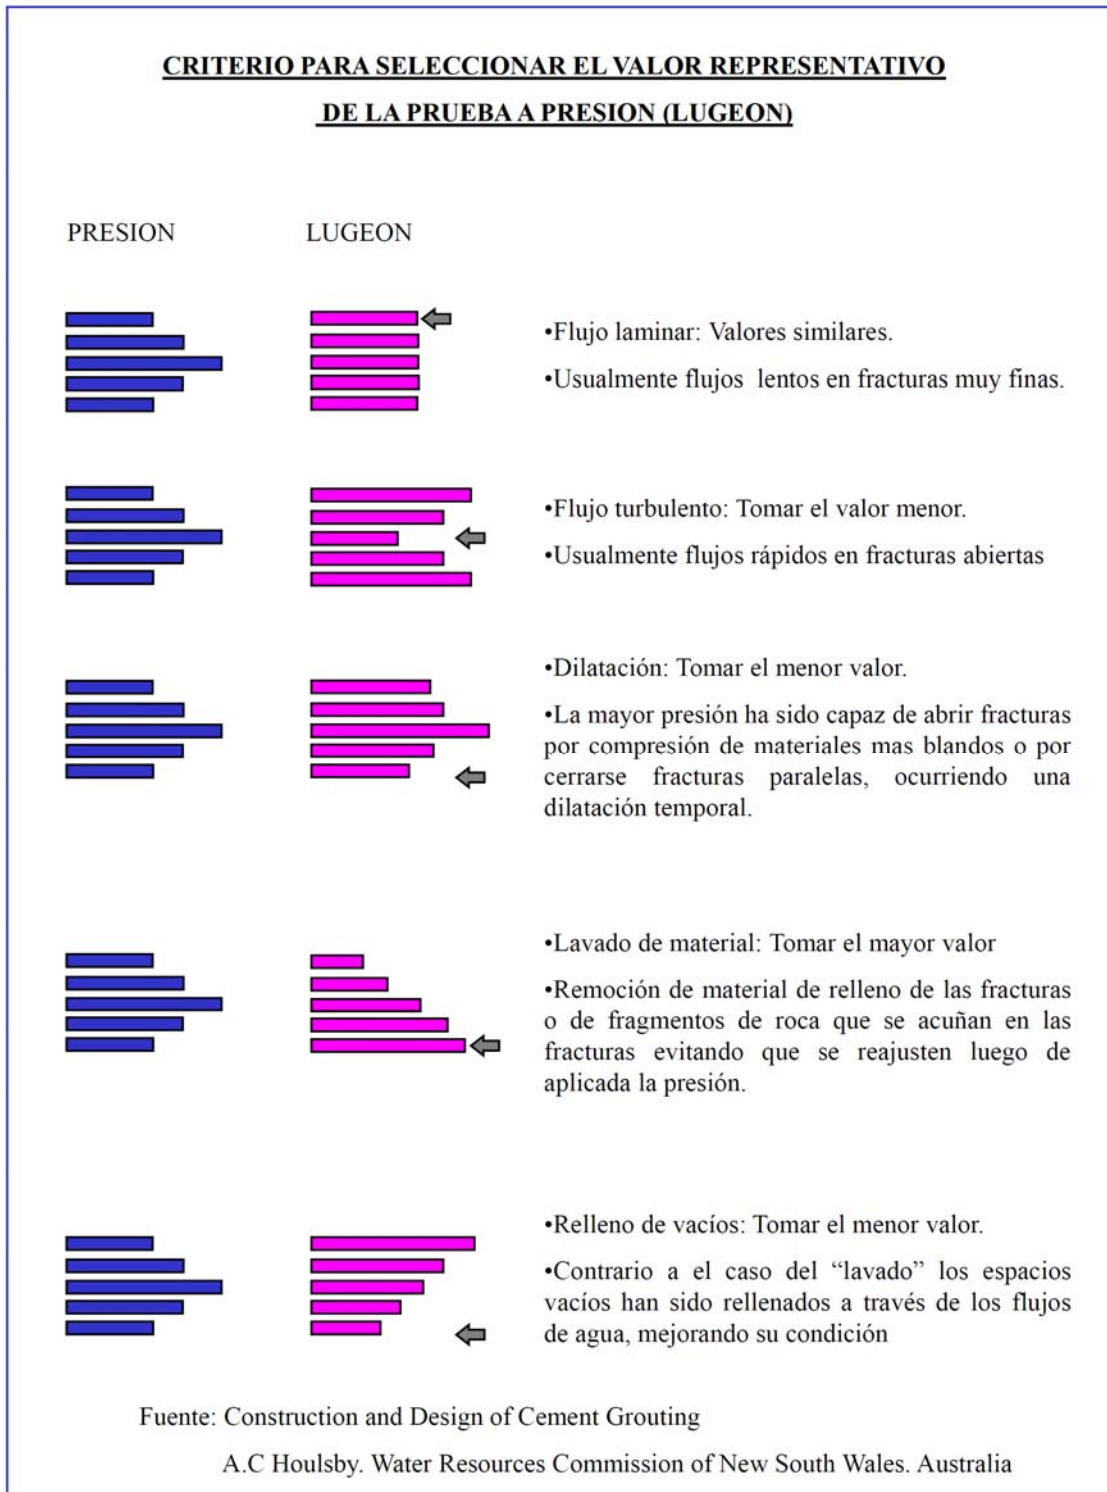 CRITERIO PARA SELECCIONAR EL VALOR REPRESENTATIVO
DE LA PRUEBA A PRESION (LUGEON)
PRESION LUGEON
•Flujo laminar: Valores similares.
•Usualmente flujos lentos en fracturas muy finas.
•Flujo turbulento: Tomar el valor menor.
•Usualmente flujos rápidos en fracturas abiertas
•Dilatación: Tomar el menor valor.
•La mayor presión ha sido capaz de abrir fracturas
por compresión de materiales mas blandos o por
cerrarse fracturas paralelas, ocurriendo una
dilatación temporal.
•Lavado de material: Tomar el mayor valor
•Remoción de material de relleno de las fracturas
o de fragmentos de roca que se acuñan en las
fracturas evitando que se reajusten luego de
aplicada la presión.
•Relleno de vacíos: Tomar el menor valor.
•Contrario a el caso del “lavado” los espacios
vacíos han sido rellenados a través de los flujos
de agua, mejorando su condición
Fuente: Construction and Design of Cement Grouting
A.C Houlsby. Water Resources Commission of New South Wales. Australia